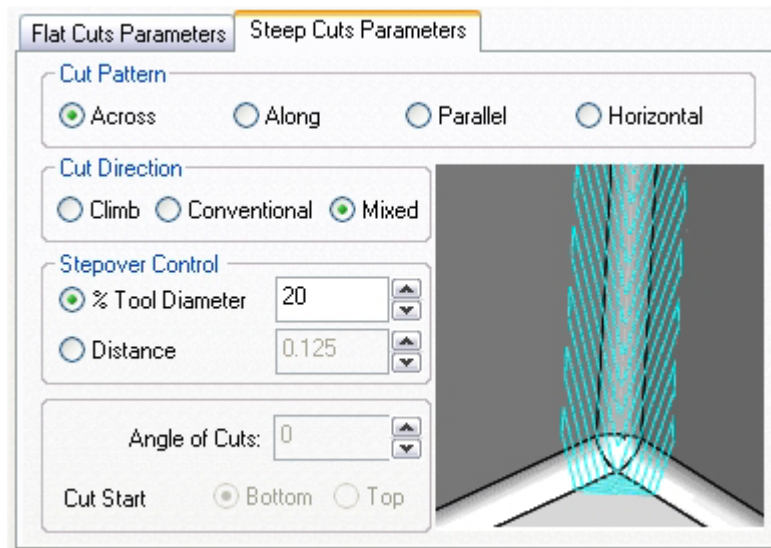 Flat Cuts Parameters Steep Cuts Parameters
Cut Pattern
Across Along Parallel Horizontal
Cut Direction
Climb Conventional Mixed
Stepover Control
% Tool Diameter 20
Distance 0.125
Angle of Cuts: 0
Cut Start Bottom Top